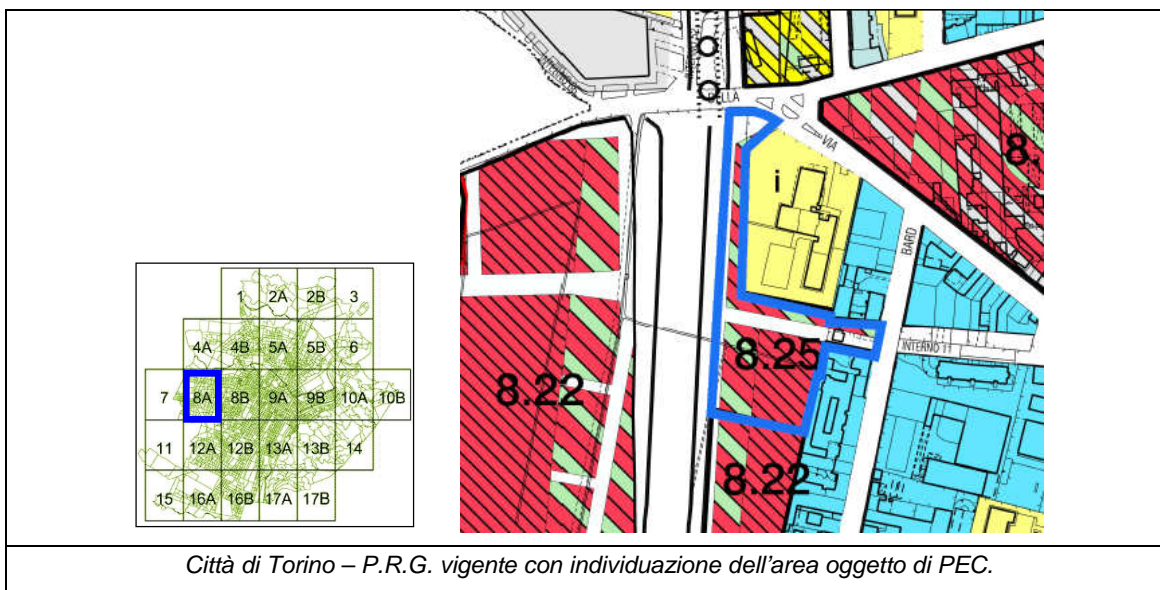 1 2A 2B 3
4A 4B 5A 5B 6
7 8A 8B 9A 9B 10A 10B
11 12A 12B 13A 13B 14
15 16A 16B 17A 17B
ELLA
VIA
8.
i
BARD
INTERNO 11
8.25
8.22
8.22
Città di Torino – P.R.G. vigente con individuazione dell'area oggetto di PEC.